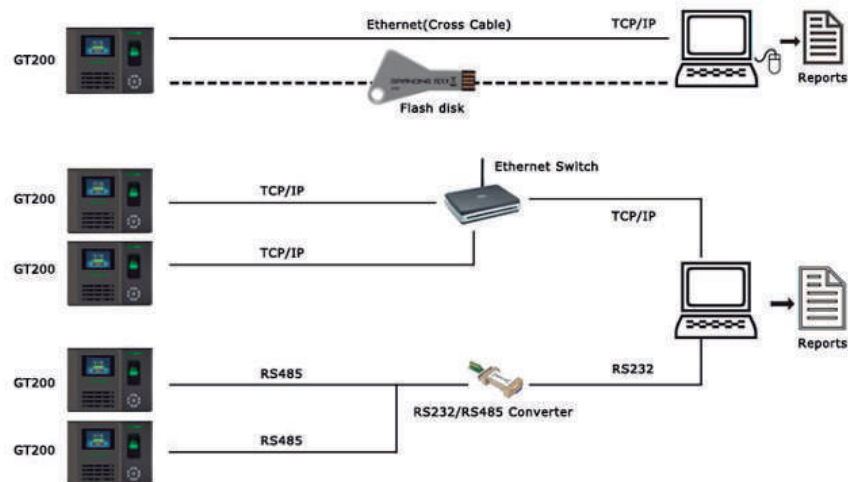 Ethernet(Cross Cable) TCP/IP
GT200
Reports
Flash disk
Ethernet Switch
GT200 TCP/IP
TCP/IP
GT200 TCP/IP
Reports
GT200 RS485 RS232
RS232/RS485 Converter
GT200 RS485